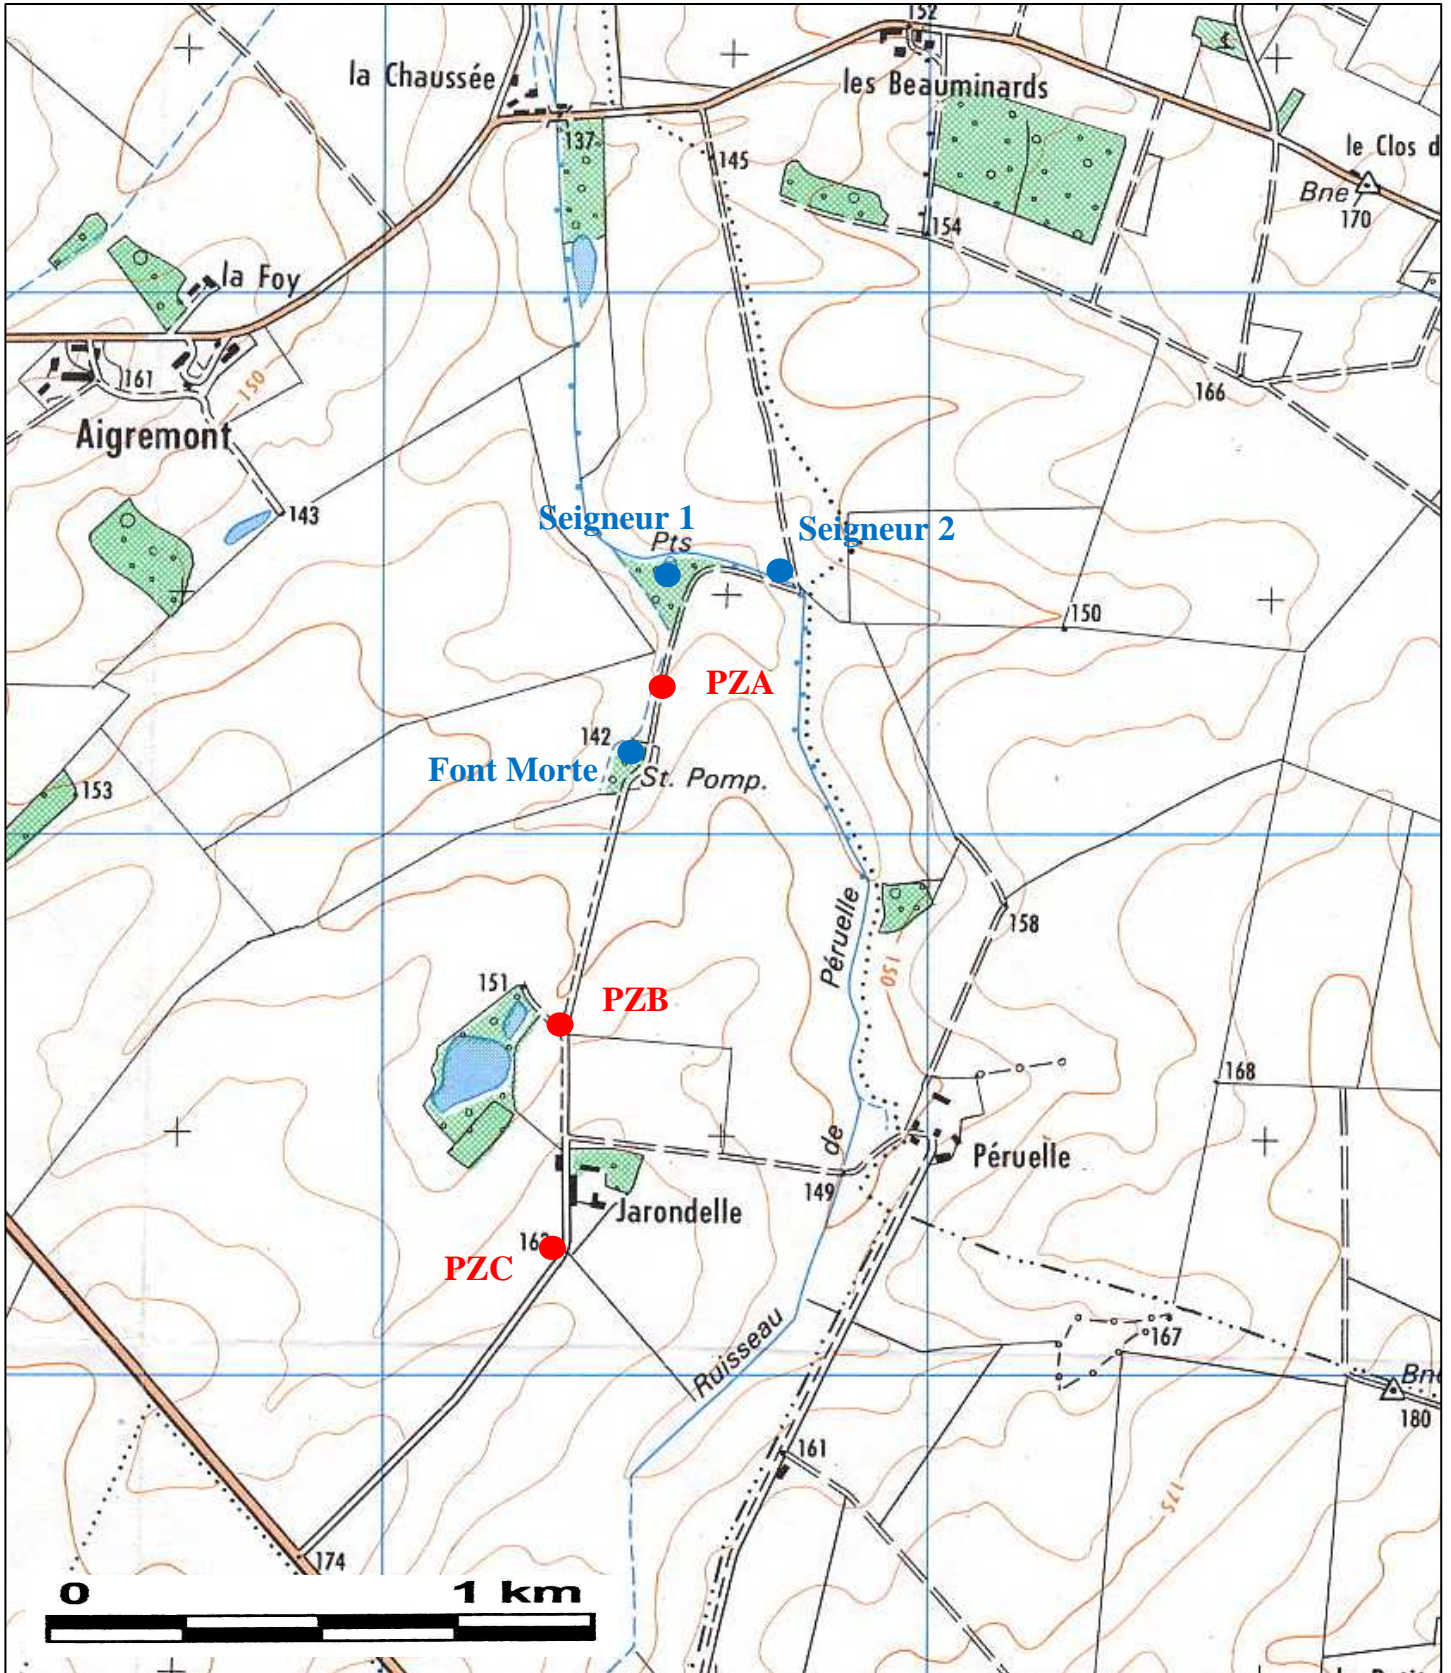 152
la Chaussée
les Beauminards
137
145
le Clos d
Bne
170
154
la Foy
161
150
166
Aigremont
143
Seigneur 1
Pts
Seigneur 2
150
PZA
142
Font Morte
St. Pomp.
153
Péruelle
158
150
151
PZB
168
de
Péruelle
149
Jarondelle
PZC
167
Ruisseau
Bne
180
161
175
174
0 1 km